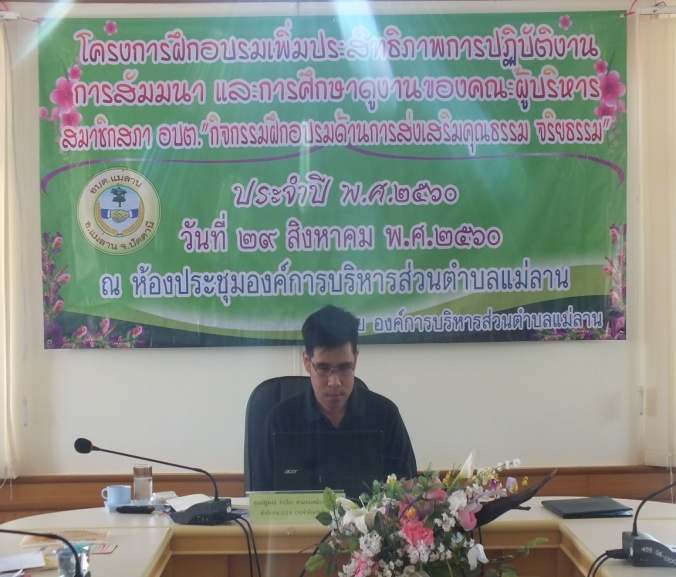 โครงการฝึกอบรมเพิ่มประสิทธิภาพการปฏิบัติงาน
การสัมมนา และการศึกษาดูงานของคณะผู้บริหาร
สมาชิกสภา อบต."กิจกรรมฝึกอบรมด้านการส่งเสริมคุณธรรม จริยธรรม"
อบต.แม่ลาน
อ.แม่ลาน จ.ปัตตานี
ประจำปี พ.ศ.๒๕๖๐
วันที่ ๒๙ สิงหาคม พ.ศ.๒๕๖๐
ณ ห้องประชุมองค์การบริหารส่วนตำบลแม่ลาน
องค์การบริหารส่วนตำบลแม่ลาน
acer